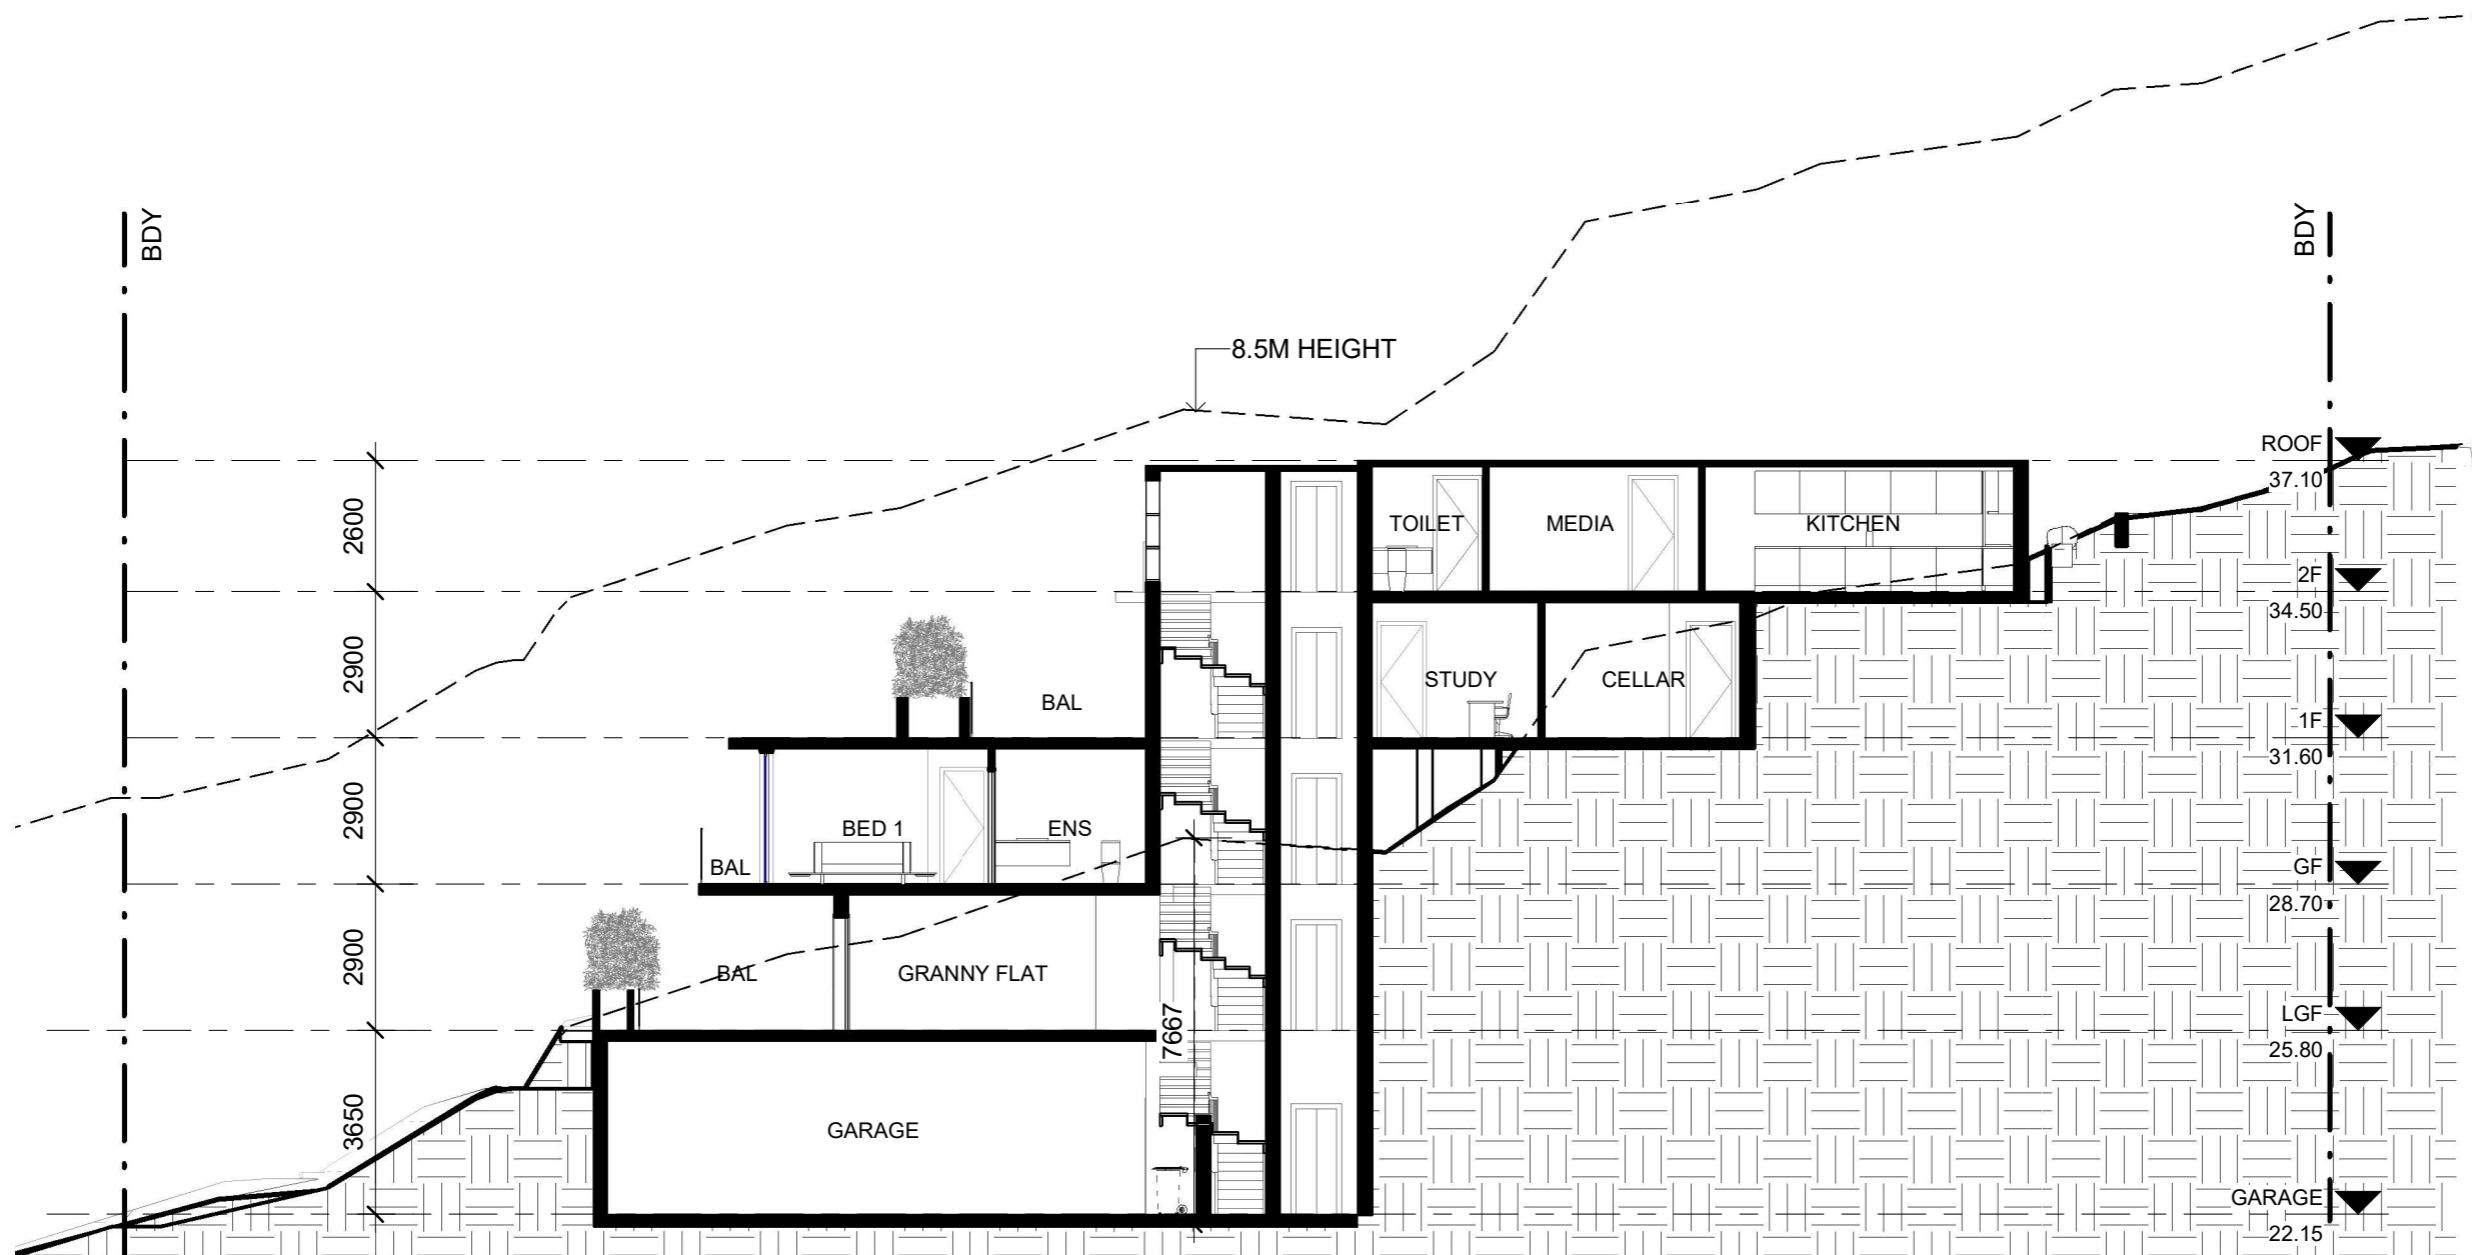 BDY
BDY
8.5M HEIGHT
ROOF
37.10
2600
TOILET
MEDIA
KITCHEN
2F
34.50
2900
BAL
STUDY
CELLAR
1F
31.60
2900
BAL
BED 1
ENS
GF
28.70
2900
BAL
GRANNY FLAT
7667
LGF
25.80
3650
GARAGE
GARAGE
22.15